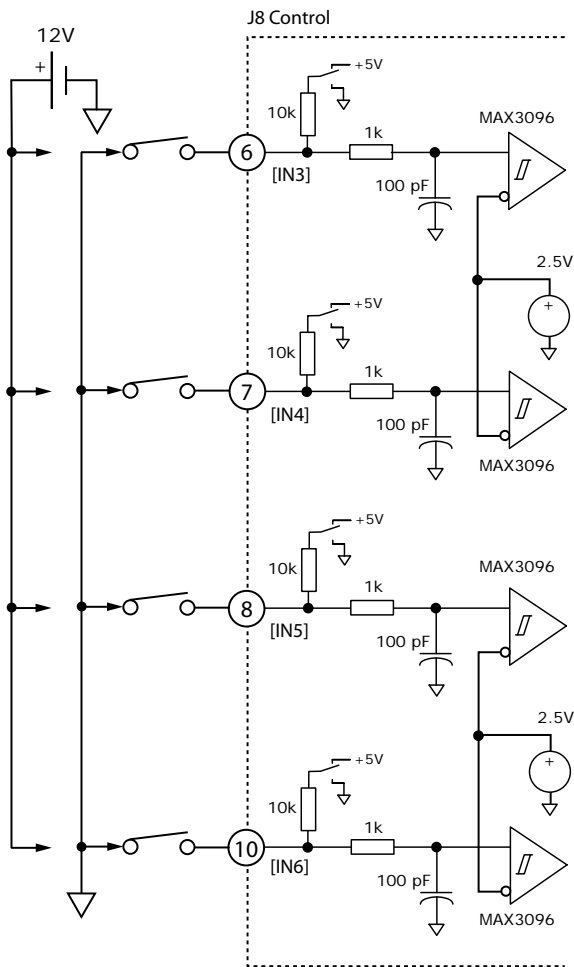 J8 Control
12V
+
+5V
10k
1k
MAX3096
6
[IN3]
100 pF
2.5V
+
+5V
10k
1k
7
[IN4]
100 pF
MAX3096
+5V
10k
1k
MAX3096
8
[IN5]
100 pF
2.5V
+
+5V
10k
1k
10
[IN6]
100 pF
MAX3096